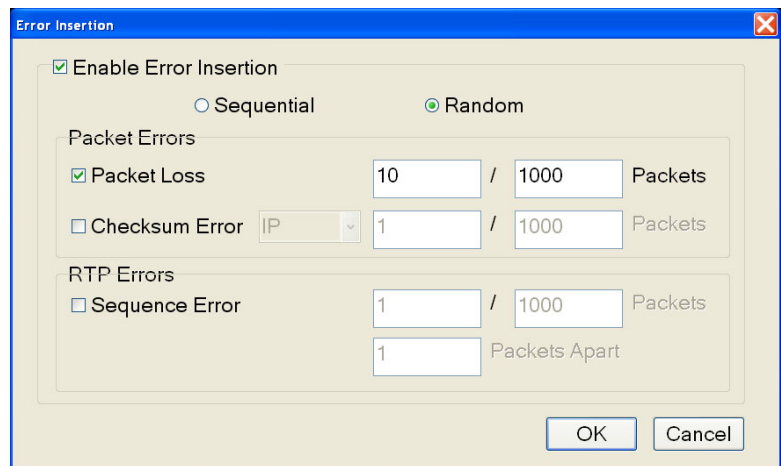 Error Insertion
Enable Error Insertion
Sequential Random
Packet Errors
Packet Loss 10 / 1000 Packets
Checksum Error IP 1 / 1000 Packets
RTP Errors
Sequence Error 1 / 1000 Packets
1 Packets Apart
OK Cancel